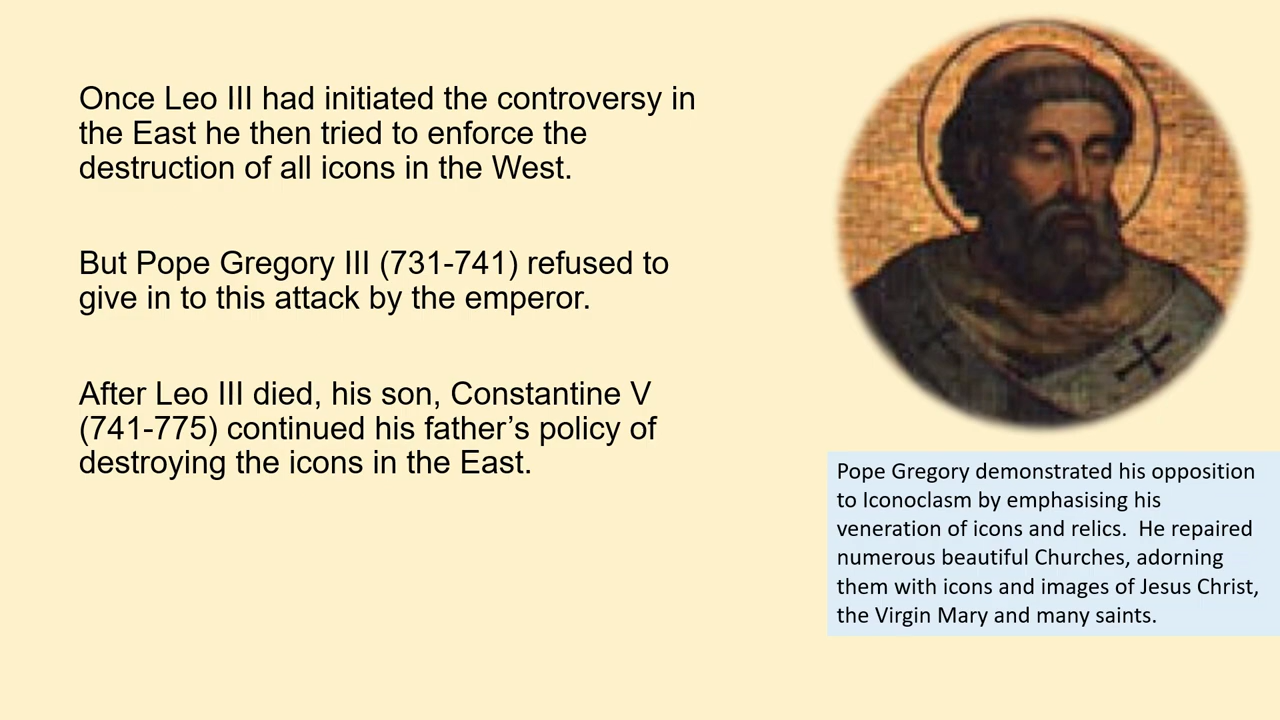 Once Leo III had initiated the controversy in
the East he then tried to enforce the
destruction of all icons in the West.
But Pope Gregory III (731-741) refused to
give in to this attack by the emperor.
After Leo III died, his son, Constantine V
(741-775) continued his father’s policy of
destroying the icons in the East.
Pope Gregory demonstrated his opposition
to Iconoclasm by emphasising his
veneration of icons and relics.  He repaired
numerous beautiful Churches, adorning
them with icons and images of Jesus Christ,
the Virgin Mary and many saints.